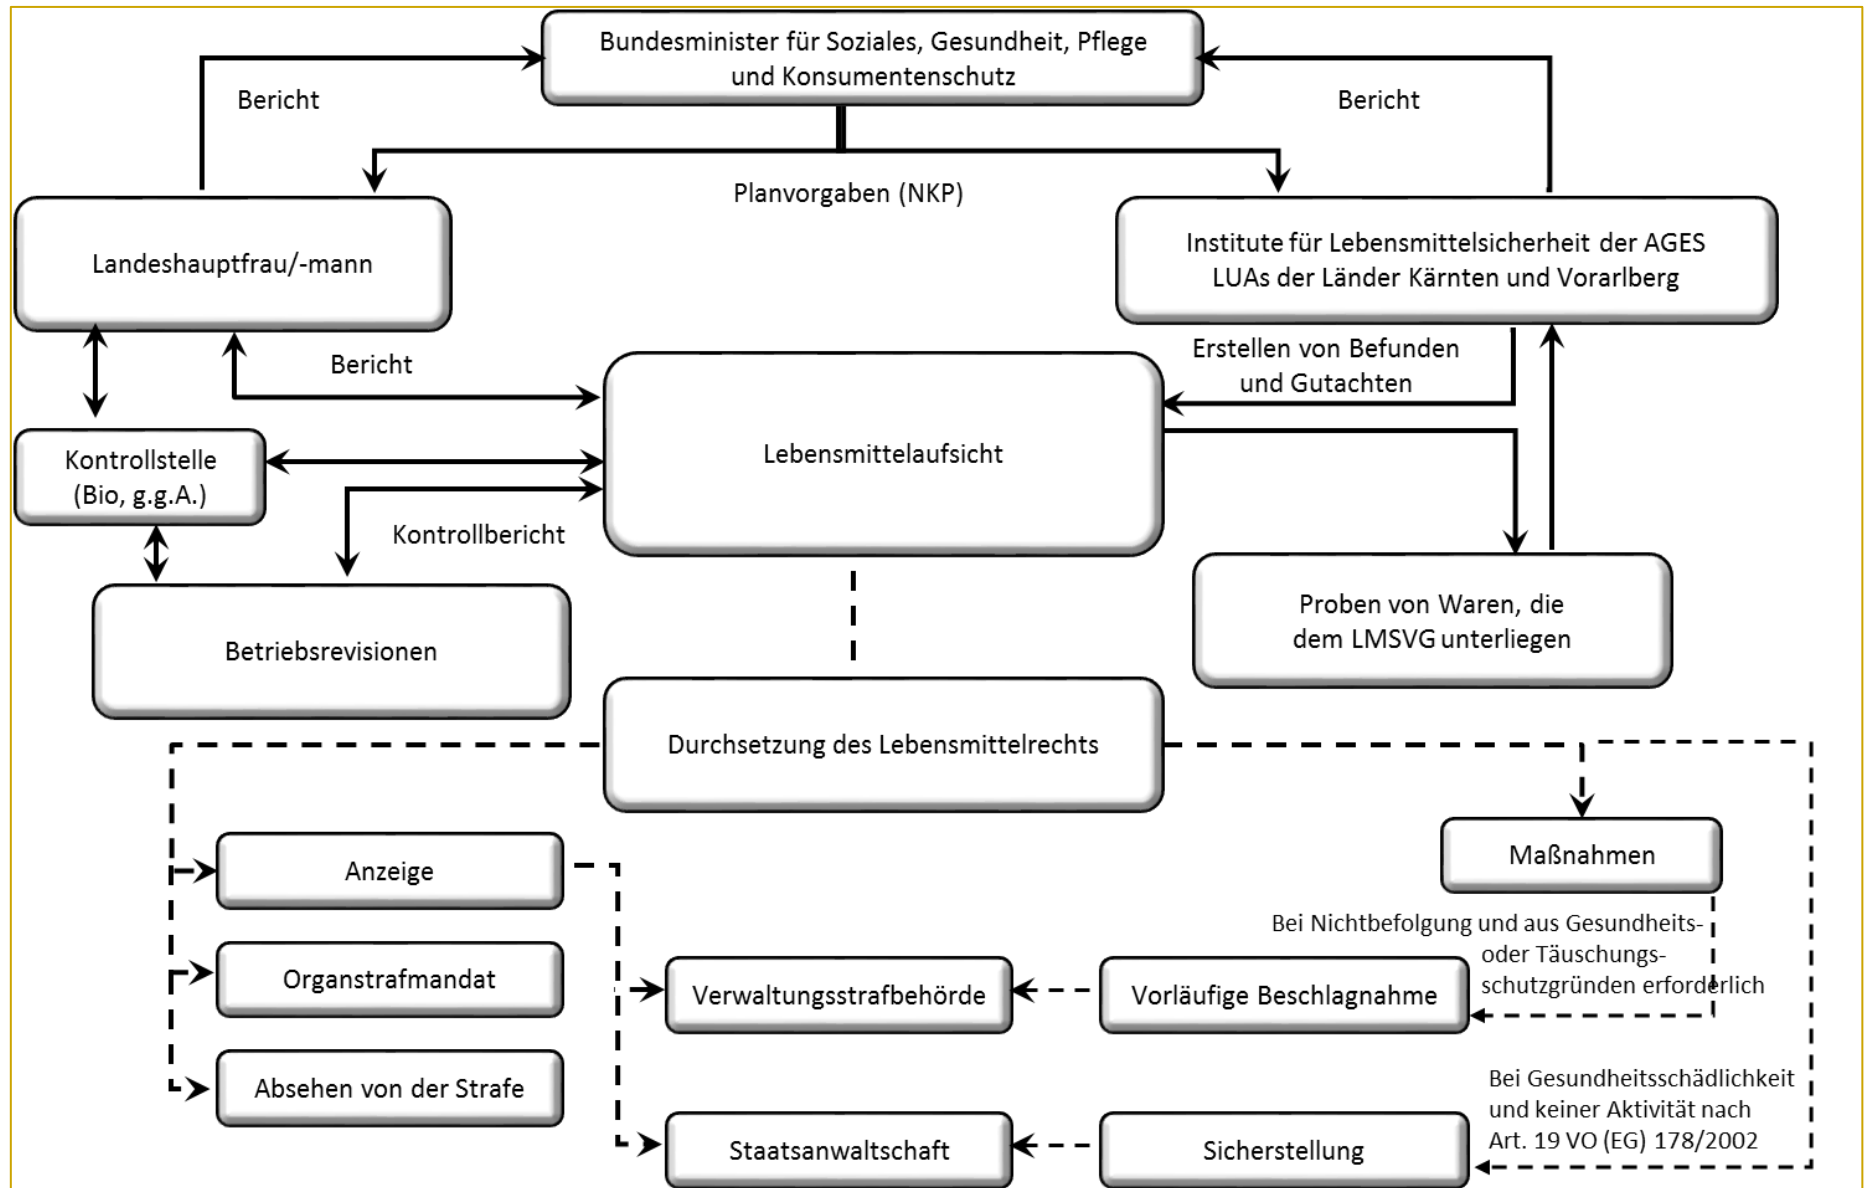 Bundesminister für Soziales, Gesundheit, Pflege
und Konsumentenschutz
Bericht
Bericht
Planvorgaben (NKP)
Landeshauptfrau/-mann
Institute für Lebensmittelsicherheit der AGES
LUAs der Länder Kärnten und Vorarlberg
Bericht
Erstellen von Befunden
und Gutachten
Lebensmittelaufsicht
Kontrollstelle
(Bio, g.g.A.)
Kontrollbericht
Betriebsrevisionen
Proben von Waren, die
dem LMSVG unterliegen
Durchsetzung des Lebensmittelrechts
Anzeige
Maßnahmen
Bei Nichtbefolgung und aus Gesundheits-
oder Täuschungs-
schutzgründen erforderlich
Organstrafmandat
Verwaltungsstrafbehörde
Vorläufige Beschlagnahme
Absehen von der Strafe
Bei Gesundheitsschädlichkeit
und keiner Aktivität nach
Art. 19 VO (EG) 178/2002
Staatsanwaltschaft
Sicherstellung